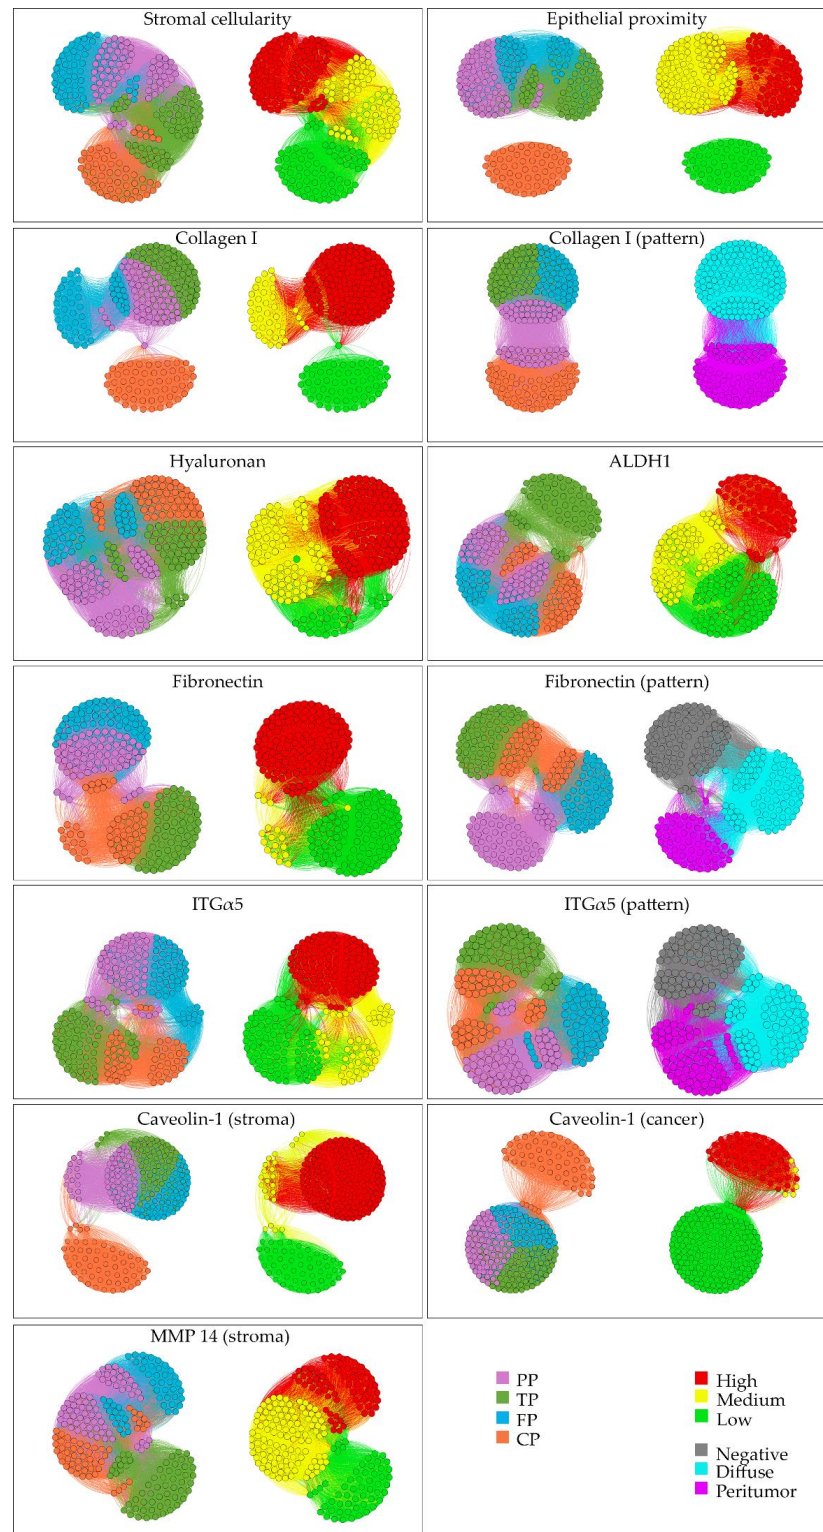 Stromal cellularity
Epithelial proximity
Collagen I
Collagen I (pattern)
Hyaluronan
ALDH1
Fibronectin
Fibronectin (pattern)
ITGα5
ITGα5 (pattern)
Caveolin-1 (stroma)
Caveolin-1 (cancer)
MMP 14 (stroma)
PP
TP
FP
CP
High
Medium
Low
Negative
Diffuse
Peritumor